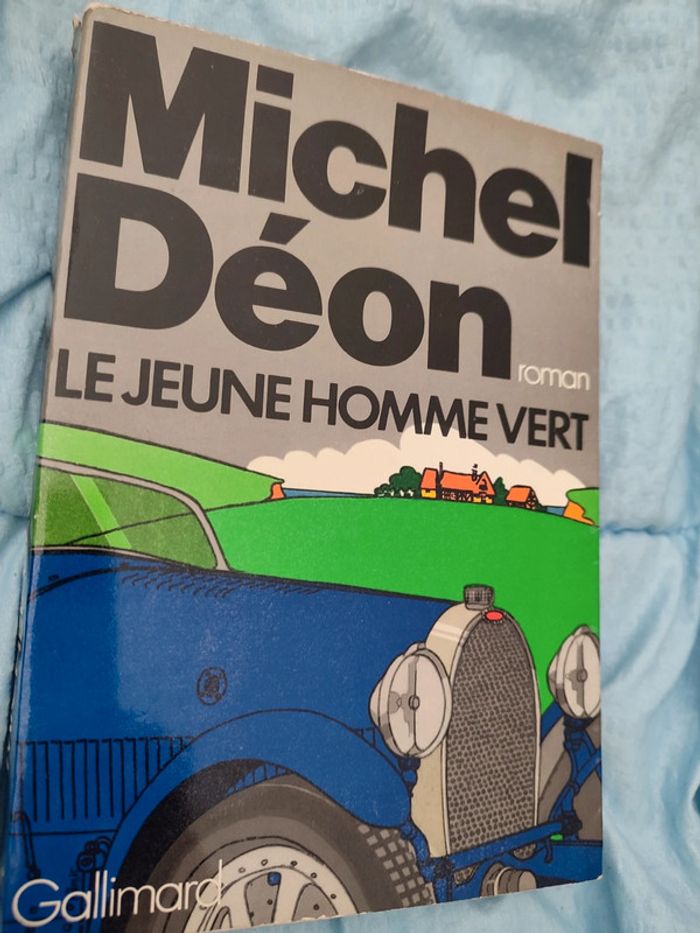 Michel
Déon
roman
LE JEUNE HOMME VERT
Gallimard